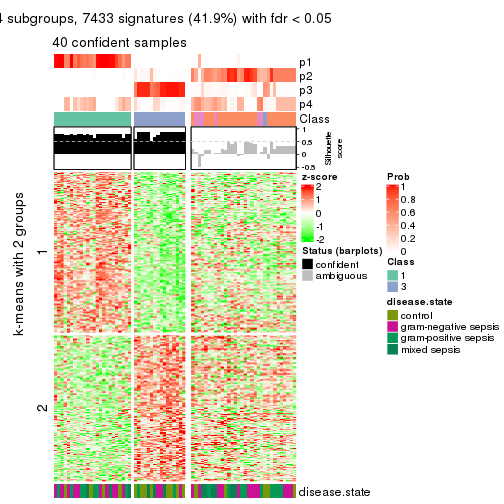 4 subgroups, 7433 signatures (41.9%) with fdr < 0.05
40 confident samples
p1
p2
p3
p4
Class
1
0.5
0
-0.5
Silhouette
score
k-means with 2 groups
1
2
disease.state
z-score
2
1
0
-1
-2
Status (barplots)
confident
ambiguous
Prob
1
0.8
0.6
0.4
0.2
0
Class
1
3
disease.state
control
gram-negative sepsis
gram-positive sepsis
mixed sepsis